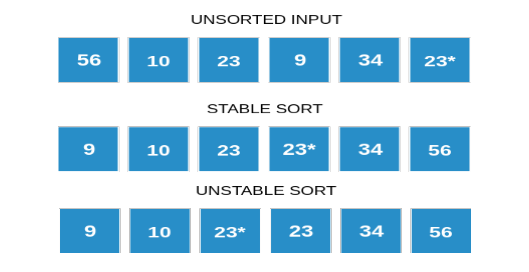 UNSORTED INPUT
56 10 23 9 34 23*
STABLE SORT
9 10 23 23* 34 56
UNSTABLE SORT
9 10 23* 23 34 56